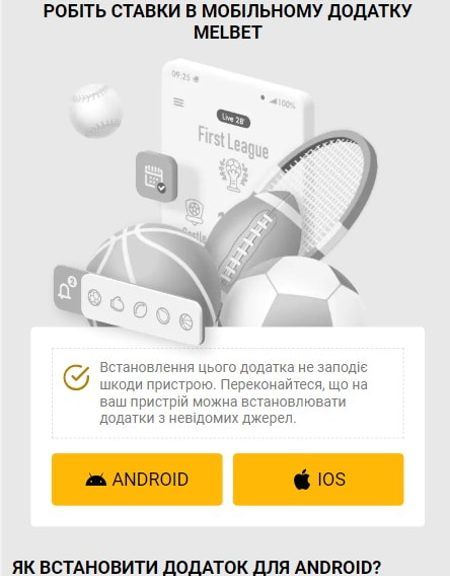 РОБІТЬ СТАВКИ В МОБІЛЬНОМУ ДОДАТКУ
MELBET
09:25
100%
Live 28'
First League
2
Встановлення цього додатка не заподіє
шкоди пристрою. Переконайтеся, що на
ваш пристрій можна встановлювати
додатки з невідомих джерел.
ANDROID
IOS
ЯК ВСТАНОВИТИ ДОДАТОК ДЛЯ ANDROID?